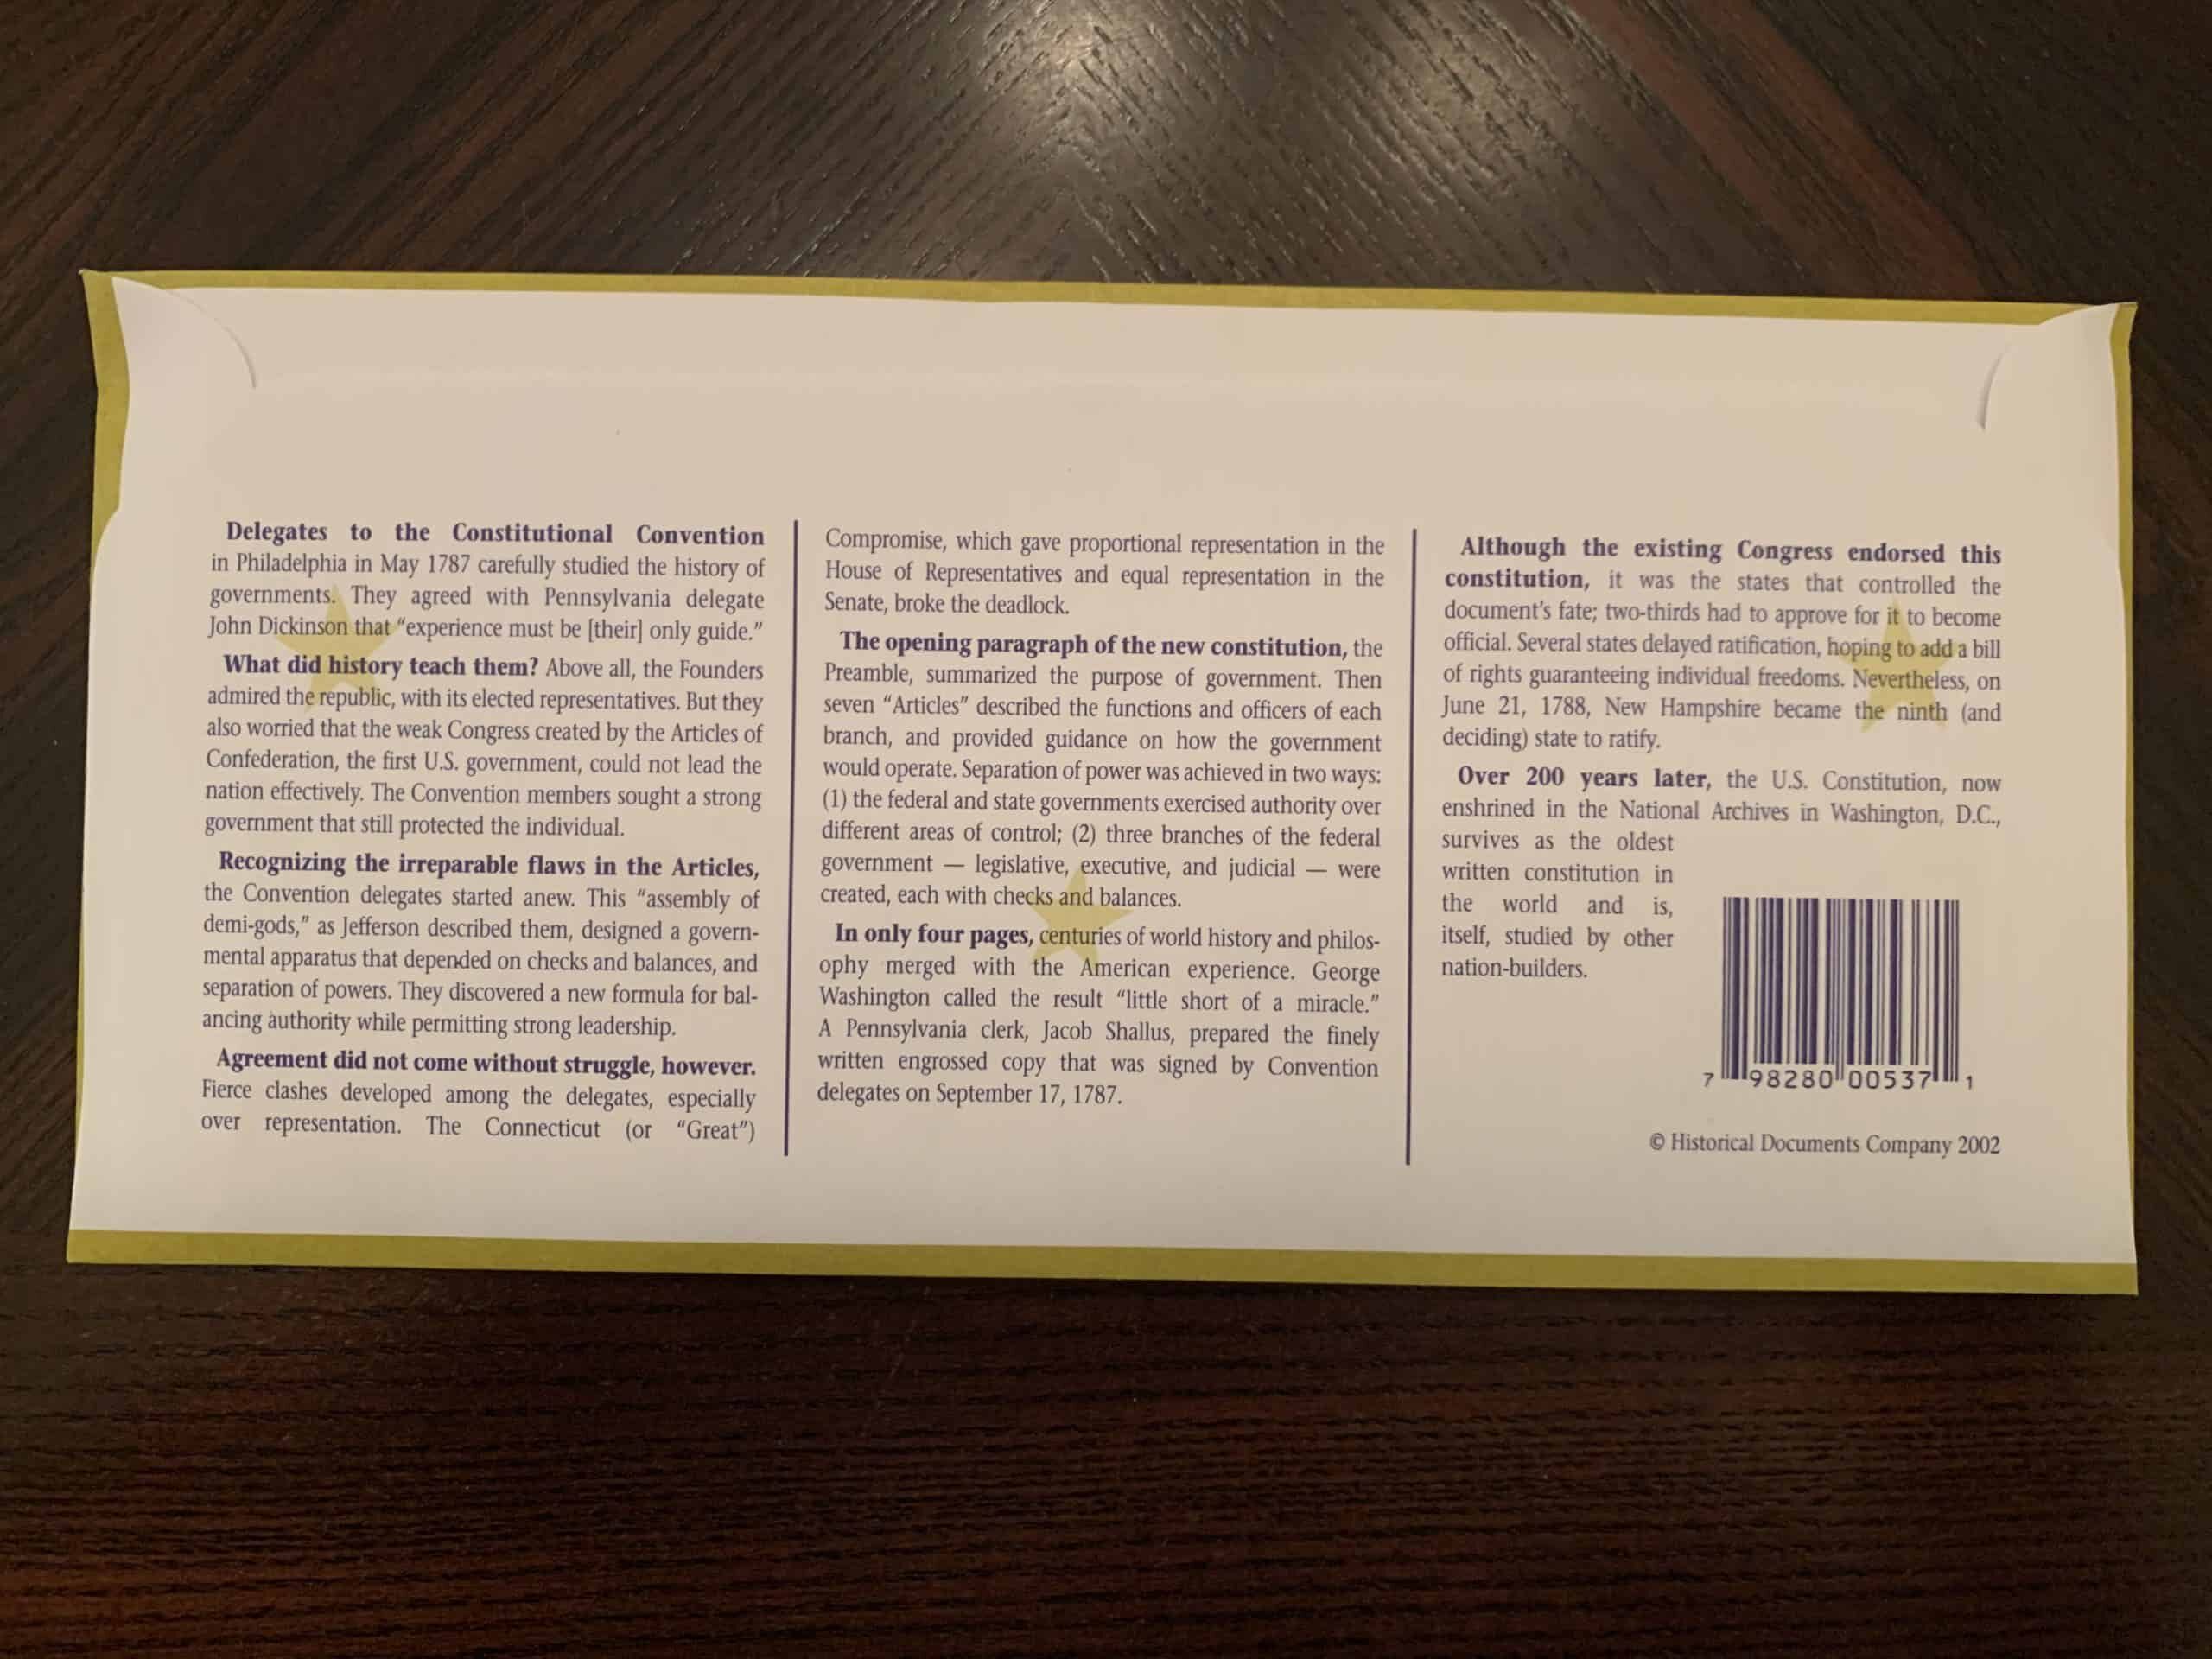 Delegates to the Constitutional Convention
in Philadelphia in May 1787 carefully studied the history of
governments. They agreed with Pennsylvania delegate
John Dickinson that “experience must be [their] only guide.”
What did history teach them? Above all, the Founders
admired the republic, with its elected representatives. But they
also worried that the weak Congress created by the Articles of
Confederation, the first U.S. government, could not lead the
nation effectively. The Convention members sought a strong
government that still protected the individual.
Recognizing the irreparable flaws in the Articles,
the Convention delegates started anew. This “assembly of
demi-gods,” as Jefferson described them, designed a govern-
mental apparatus that depended on checks and balances, and
separation of powers. They discovered a new formula for bal-
ancing authority while permitting strong leadership.
Agreement did not come without struggle, however.
Fierce clashes developed among the delegates, especially
over representation. The Connecticut (or “Great”)
Compromise, which gave proportional representation in the
House of Representatives and equal representation in the
Senate, broke the deadlock.
The opening paragraph of the new constitution, the
Preamble, summarized the purpose of government. Then
seven “Articles” described the functions and officers of each
branch, and provided guidance on how the government
would operate. Separation of power was achieved in two ways:
(1) the federal and state governments exercised authority over
different areas of control; (2) three branches of the federal
government — legislative, executive, and judicial — were
created, each with checks and balances.
In only four pages, centuries of world history and philos-
ophy merged with the American experience. George
Washington called the result “little short of a miracle.”
A Pennsylvania clerk, Jacob Shallus, prepared the finely
written engrossed copy that was signed by Convention
delegates on September 17, 1787.
Although the existing Congress endorsed this
constitution, it was the states that controlled the
document’s fate; two-thirds had to approve for it to become
official. Several states delayed ratification, hoping to add a bill
of rights guaranteeing individual freedoms. Nevertheless, on
June 21, 1788, New Hampshire became the ninth (and
deciding) state to ratify.
Over 200 years later, the U.S. Constitution, now
enshrined in the National Archives in Washington, D.C.,
survives as the oldest
written constitution in
the world and is,
itself, studied by other
nation-builders.
7 98280 00537 1
© Historical Documents Company 2002